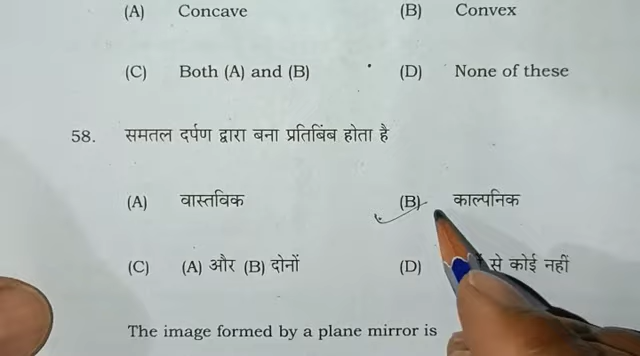 (A) Concave (B) Convex
(C) Both (A) and (B) (D) None of these
58. समतल दर्पण द्वारा बना प्रतिबिंब होता है
(A) वास्तविक (B) काल्पनिक
(C) (A) और (B) दोनों (D) से कोई नहीं
The image formed by a plane mirror is